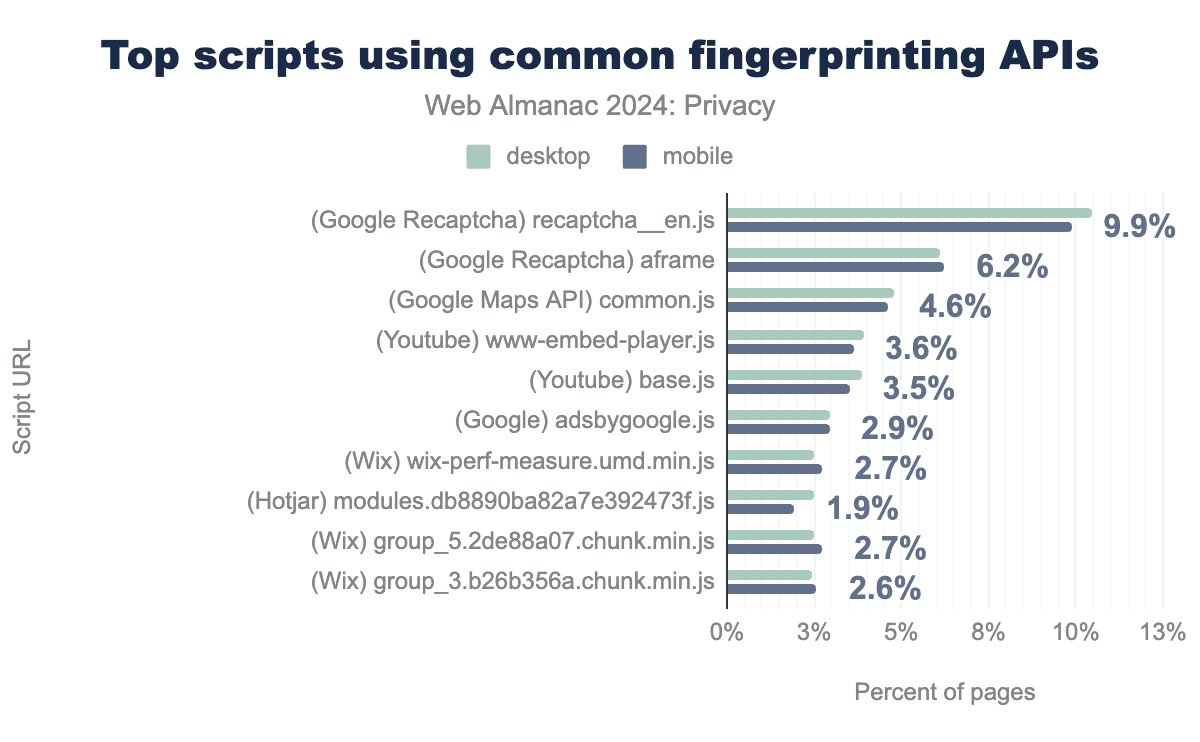 Top scripts using common fingerprinting APIs
Web Almanac 2024: Privacy
desktop mobile
Script URL
(Google Recaptcha) recaptcha__en.js 9.9%
(Google Recaptcha) aframe 6.2%
(Google Maps API) common.js 4.6%
(Youtube) www-embed-player.js 3.6%
(Youtube) base.js 3.5%
(Google) adsbygoogle.js 2.9%
(Wix) wix-perf-measure.umd.min.js 2.7%
(Hotjar) modules.db8890ba82a7e392473f.js 1.9%
(Wix) group_5.2de88a07.chunk.min.js 2.7%
(Wix) group_3.b26b356a.chunk.min.js 2.6%
0% 3% 5% 8% 10% 13%
Percent of pages